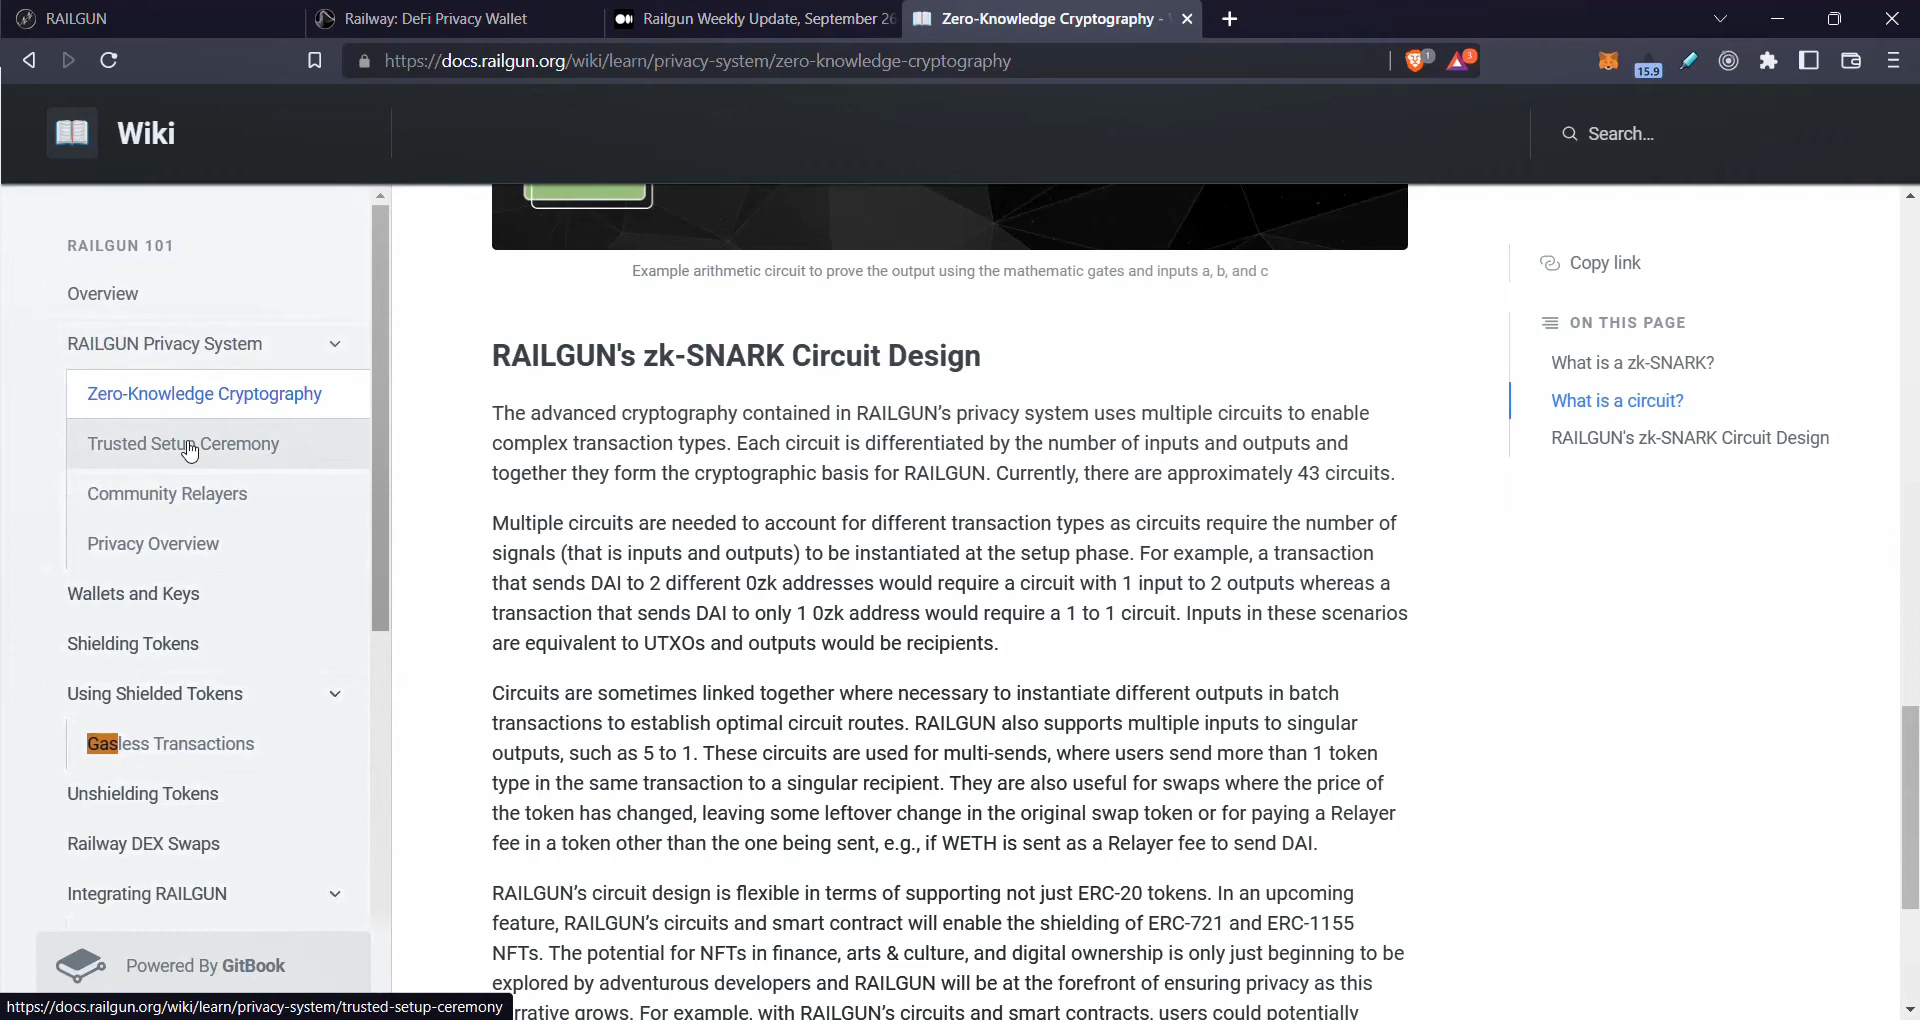 RAILGUN
Railway: DeFi Privacy Wallet
Railgun Weekly Update, September 26
Zero-Knowledge Cryptography -
https://docs.railgun.org/wiki/learn/privacy-system/zero-knowledge-cryptography
1
3
15.9
Wiki
Search...
RAILGUN 101
Overview
RAILGUN Privacy System
Zero-Knowledge Cryptography
Trusted Setup Ceremony
Community Relayers
Privacy Overview
Wallets and Keys
Shielding Tokens
Using Shielded Tokens
Gasless Transactions
Unshielding Tokens
Railway DEX Swaps
Integrating RAILGUN
Powered By GitBook
https://docs.railgun.org/wiki/learn/privacy-system/trusted-setup-ceremony
Example arithmetic circuit to prove the output using the mathematic gates and inputs a, b, and c
RAILGUN's zk-SNARK Circuit Design
The advanced cryptography contained in RAILGUN's privacy system uses multiple circuits to enable
complex transaction types. Each circuit is differentiated by the number of inputs and outputs and
together they form the cryptographic basis for RAILGUN. Currently, there are approximately 43 circuits.
Multiple circuits are needed to account for different transaction types as circuits require the number of
signals (that is inputs and outputs) to be instantiated at the setup phase. For example, a transaction
that sends DAI to 2 different 0zk addresses would require a circuit with 1 input to 2 outputs whereas a
transaction that sends DAI to only 1 0zk address would require a 1 to 1 circuit. Inputs in these scenarios
are equivalent to UTXOs and outputs would be recipients.
Circuits are sometimes linked together where necessary to instantiate different outputs in batch
transactions to establish optimal circuit routes. RAILGUN also supports multiple inputs to singular
outputs, such as 5 to 1. These circuits are used for multi-sends, where users send more than 1 token
type in the same transaction to a singular recipient. They are also useful for swaps where the price of
the token has changed, leaving some leftover change in the original swap token or for paying a Relayer
fee in a token other than the one being sent, e.g., if WETH is sent as a Relayer fee to send DAI.
RAILGUN's circuit design is flexible in terms of supporting not just ERC-20 tokens. In an upcoming
feature, RAILGUN's circuits and smart contract will enable the shielding of ERC-721 and ERC-1155
NFTs. The potential for NFTs in finance, arts & culture, and digital ownership is only just beginning to be
explored by adventurous developers and RAILGUN will be at the forefront of ensuring privacy as this
rrative grows. For example, with RAILGUN's circuits and smart contracts, users could potentially
Copy link
ON THIS PAGE
What is a zk-SNARK?
What is a circuit?
RAILGUN's zk-SNARK Circuit Design